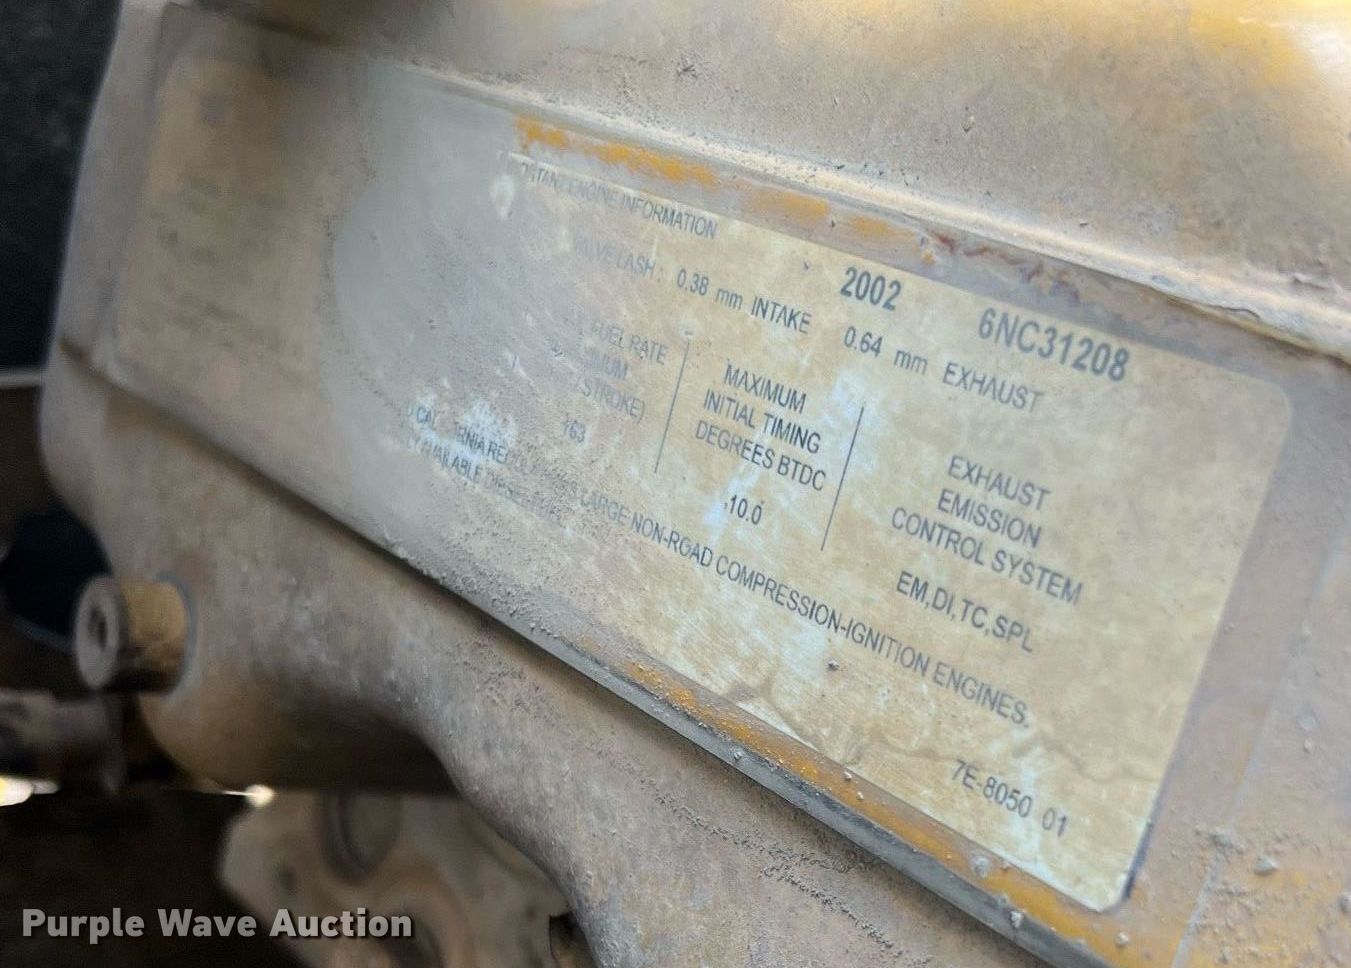 ENGINE INFORMATION 2002 6NC31208
VALVE LASH: 0.38 mm INTAKE 0.64 mm EXHAUST
FUEL RATE
STROKE)
163
MAXIMUM
INITIAL TIMING
DEGREES BTDC
10.0
EXHAUST
EMISSION
CONTROL SYSTEM
EM,DI,TC,SPL
LARGE NON-ROAD COMPRESSION-IGNITION ENGINES.
AVAILABLE
7E-8050 01
Purple Wave Auction